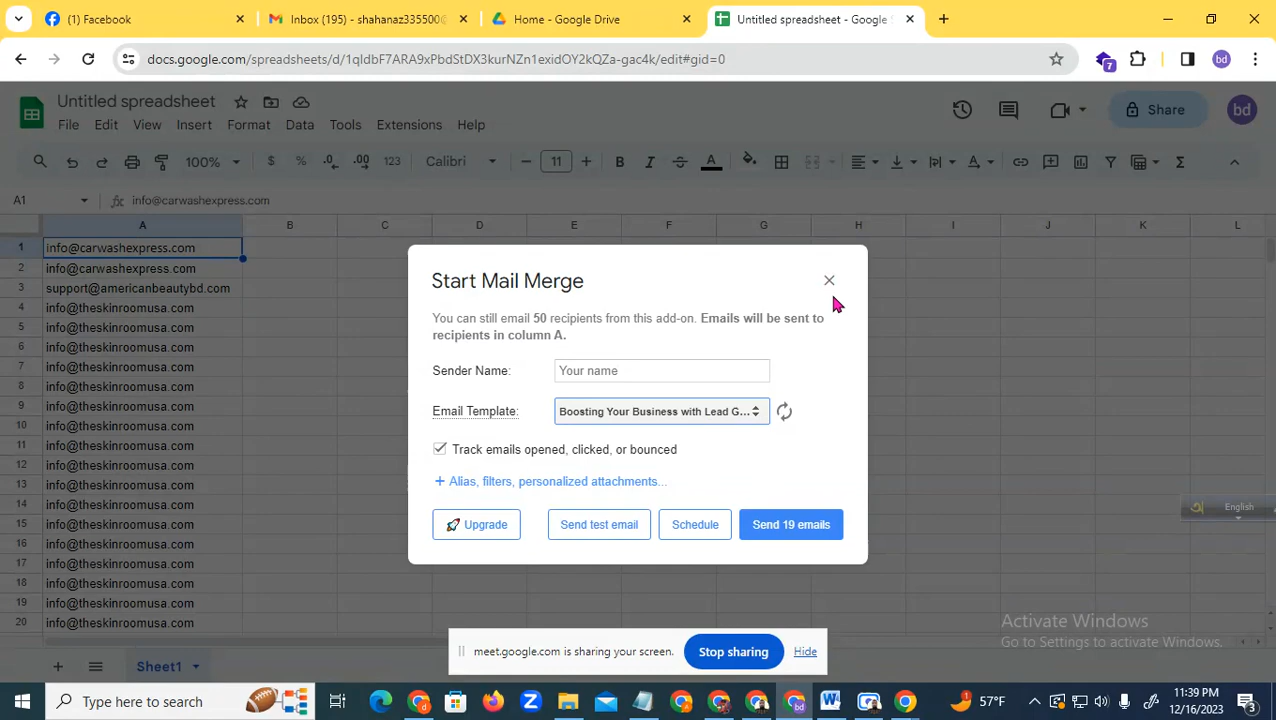 (1) Facebook
Inbox (195) - shahanaz335500@
Home - Google Drive
Untitled spreadsheet - Google S
docs.google.com/spreadsheets/d/1qIdbF7ARA9xPbdStDX3kurNZn1exidOY2kQZa-gac4k/edit#gid=0
7
bd
Untitled spreadsheet
File Edit View Insert Format Data Tools Extensions Help
Share
bd
100%
$ % .0 .00 123
Calibri
11
B I A
A1
fx info@carwashexpress.com
A B C D E F G H I J K L
1 info@carwashexpress.com
2 info@carwashexpress.com
3 support@americanbeautybd.com
4 info@theskinroomusa.com
5 info@theskinroomusa.com
6 info@theskinroomusa.com
7 info@theskinroomusa.com
8 info@theskinroomusa.com
9 info@theskinroomusa.com
10 info@theskinroomusa.com
11 info@theskinroomusa.com
12 info@theskinroomusa.com
13 info@theskinroomusa.com
14 info@theskinroomusa.com
15 info@theskinroomusa.com
16 info@theskinroomusa.com
17 info@theskinroomusa.com
18 info@theskinroomusa.com
19 info@theskinroomusa.com
20 info@theskinroomusa.com
Start Mail Merge
You can still email 50 recipients from this add-on. Emails will be sent to
recipients in column A.
Sender Name: Your name
Email Template: Boosting Your Business with Lead G...
Track emails opened, clicked, or bounced
+ Alias, filters, personalized attachments...
Upgrade
Send test email
Schedule
Send 19 emails
English
Activate Windows
Go to Settings to activate Windows.
meet.google.com is sharing your screen.
Stop sharing
Hide
Sheet1
Type here to search
57°F
11:39 PM
12/16/2023
3